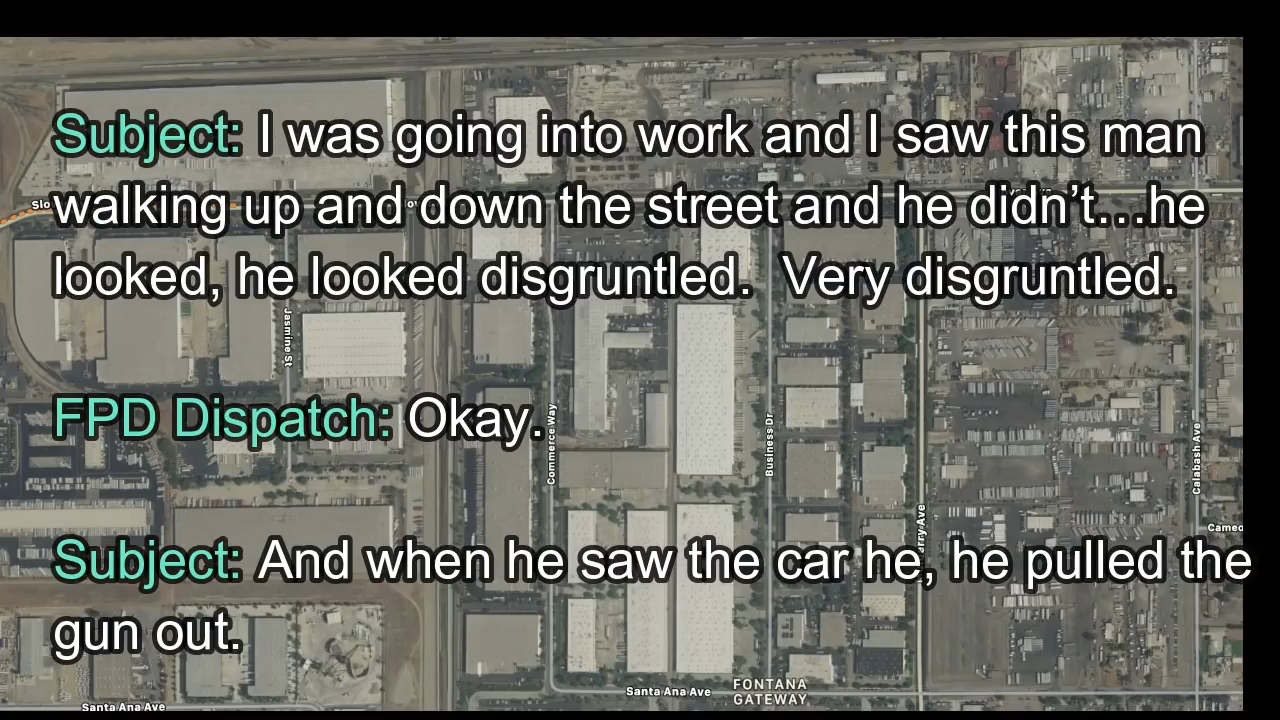 Subject: I was going into work and I saw this man
walking up and down the street and he didn’t...he
looked, he looked disgruntled. Very disgruntled.
Jasmine St
FPD Dispatch: Okay.
Commerce Way
Business Dr
Calabash Ave
Subject: And when he saw the car he, he pulled the
gun out.
Santa Ana Ave
FONTANA
GATEWAY
Santa Ana Ave